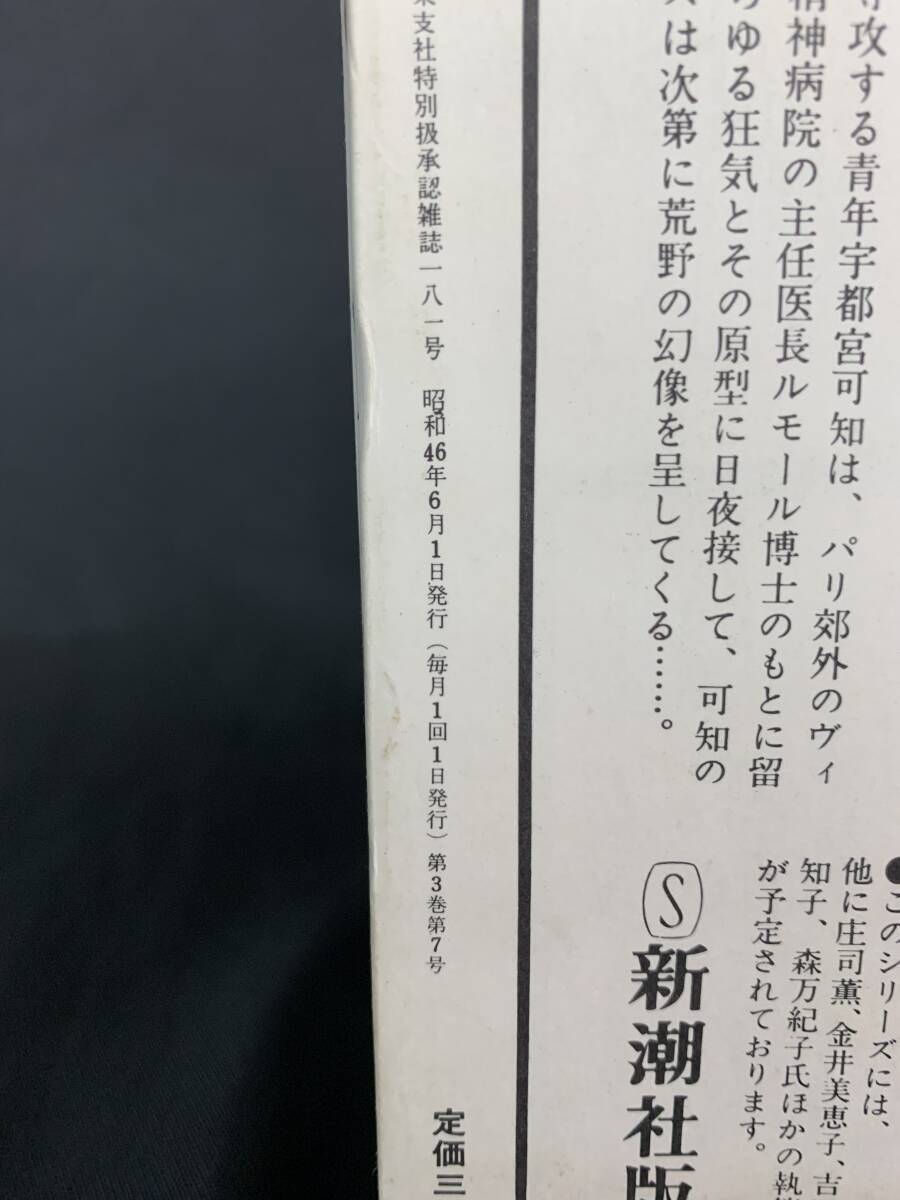 専攻する青年宇都宮可知は、パリ郊外のヴィ
精神病院の主任医長ルモール博士のもとに留
らゆる狂気とその原型に日夜接して、可知の
は次第に荒野の幻像を呈してくる……。
●このシリーズには、
他に庄司薫、金井美恵子、吉
知子、森万紀子氏ほかの執
が予定されております。
S
新潮社版
支社特別扱承認雑誌一八一号 昭和46年6月1日発行(毎月1回1日発行)第3巻第7号
定価三